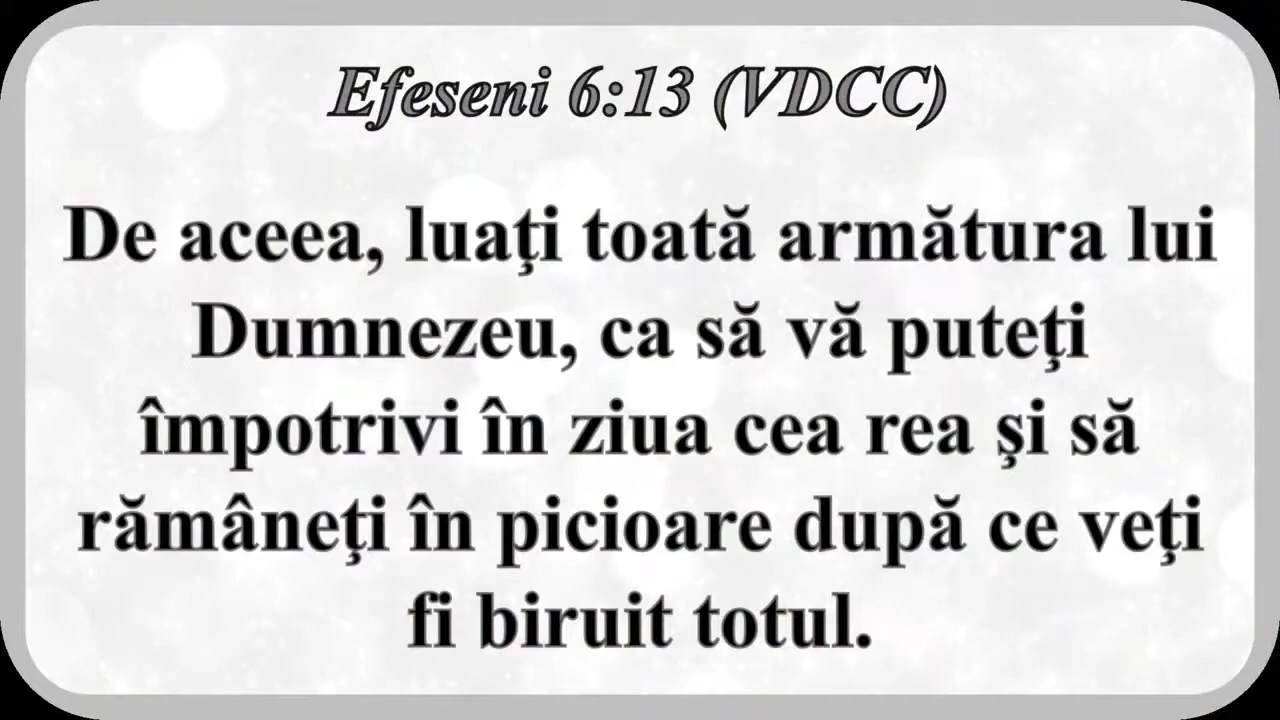 Efeseni 6:13 (VDCC)
De aceea, luaţi toată armătura lui
Dumnezeu, ca să vă puteţi
împotrivi în ziua cea rea şi să
rămâneţi în picioare după ce veţi
fi biruit totul.